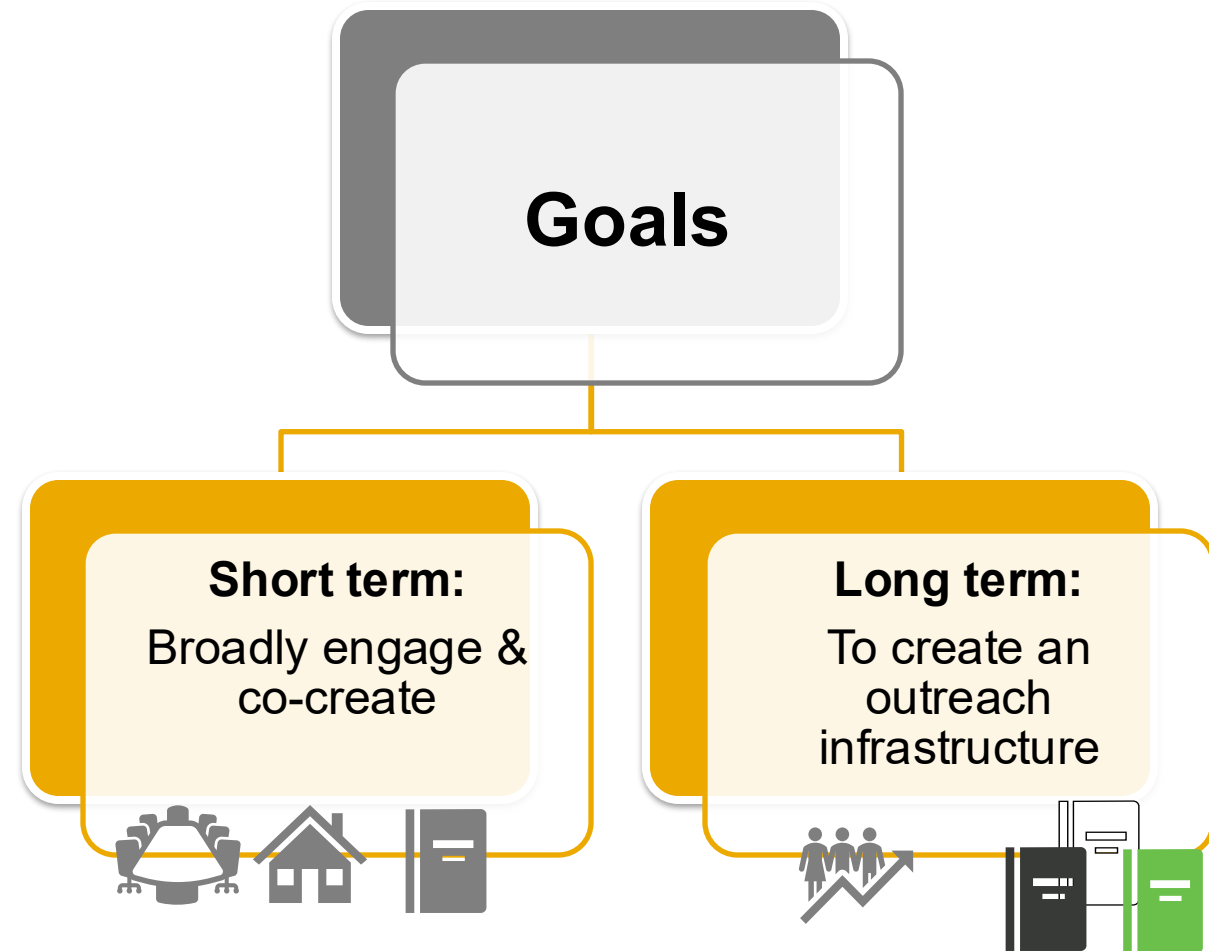 Goals
Short term:
Broadly engage &
co-create
Long term:
To create an
outreach
infrastructure